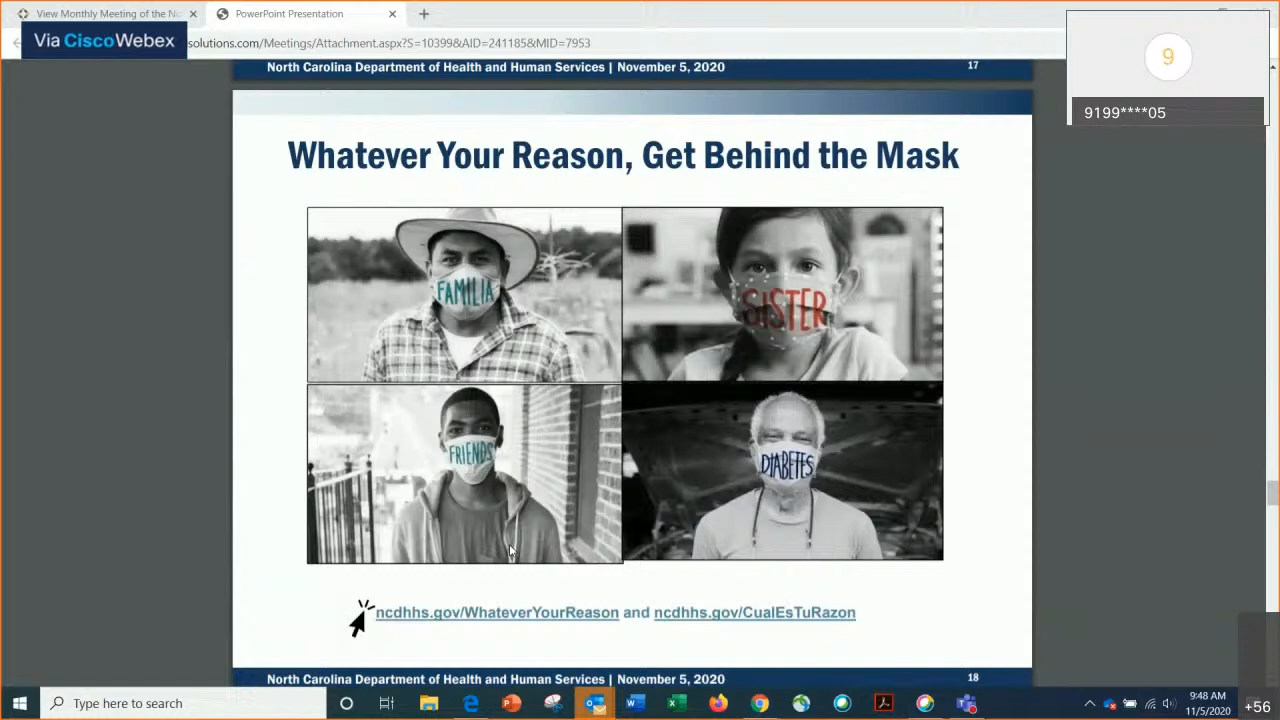 View Monthly Meeting of the No
PowerPoint Presentation
Via CiscoWebex
solutions.com/Meetings/Attachment.aspx?S=10399&AID=241185&MID=7953
9
9199****05
North Carolina Department of Health and Human Services | November 5, 2020
17
Whatever Your Reason, Get Behind the Mask
FAMILIA
SISTER
FRIENDS
DIABETES
ncdhhs.gov/WhateverYourReason and ncdhhs.gov/CualEsTuRazon
North Carolina Department of Health and Human Services | November 5, 2020
18
Type here to search
9:48 AM
11/5/2020
+56